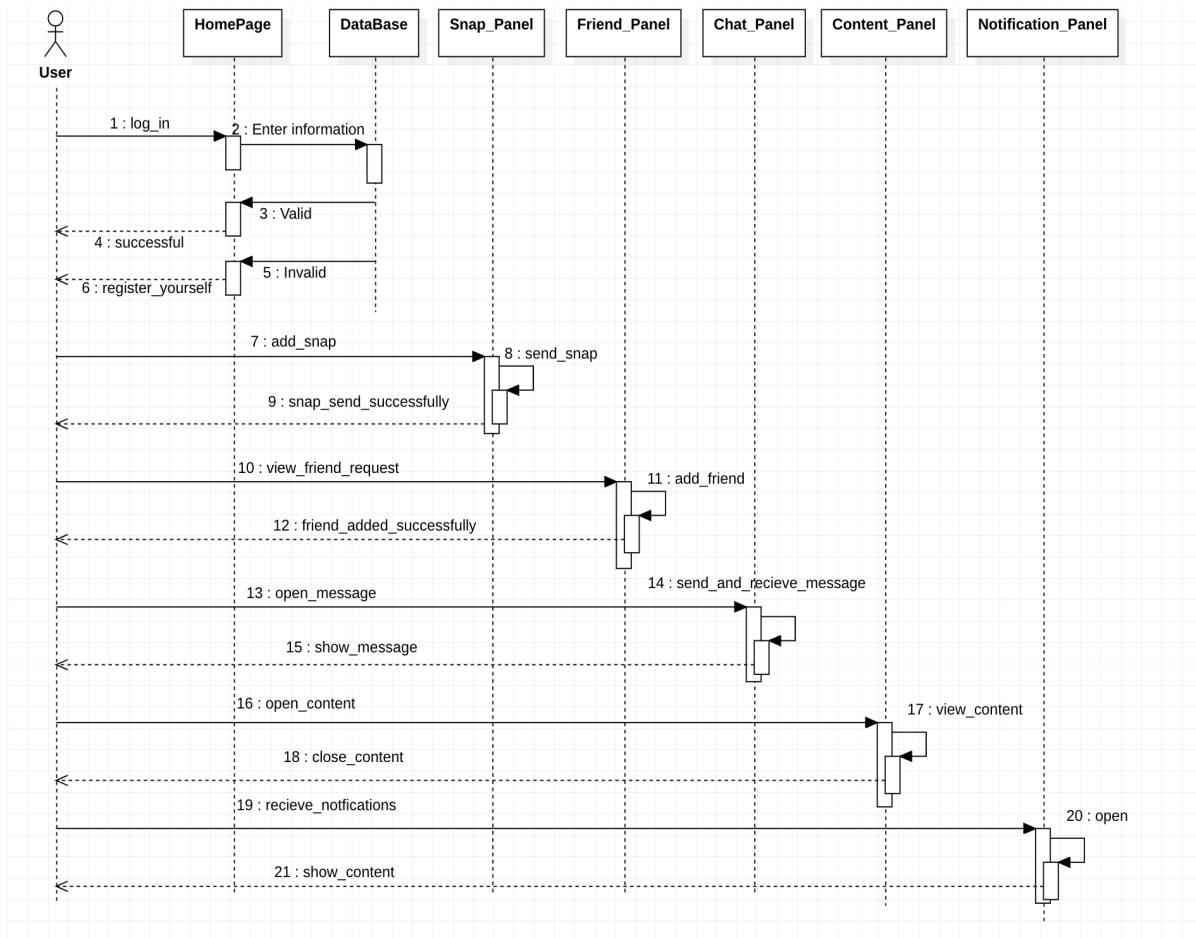 HomePage
DataBase
Snap_Panel
Friend_Panel
Chat_Panel
Content_Panel
Notification_Panel
User
1 : log_in
2 : Enter information
3 : Valid
4 : successful
5 : Invalid
6 : register_yourself
7 : add_snap
8 : send_snap
9 : snap_send_successfully
10 : view_friend_request
11 : add_friend
12 : friend_added_successfully
13 : open_message
14 : send_and_recieve_message
15 : show_message
16 : open_content
17 : view_content
18 : close_content
19 : recieve_notfications
20 : open
21 : show_content